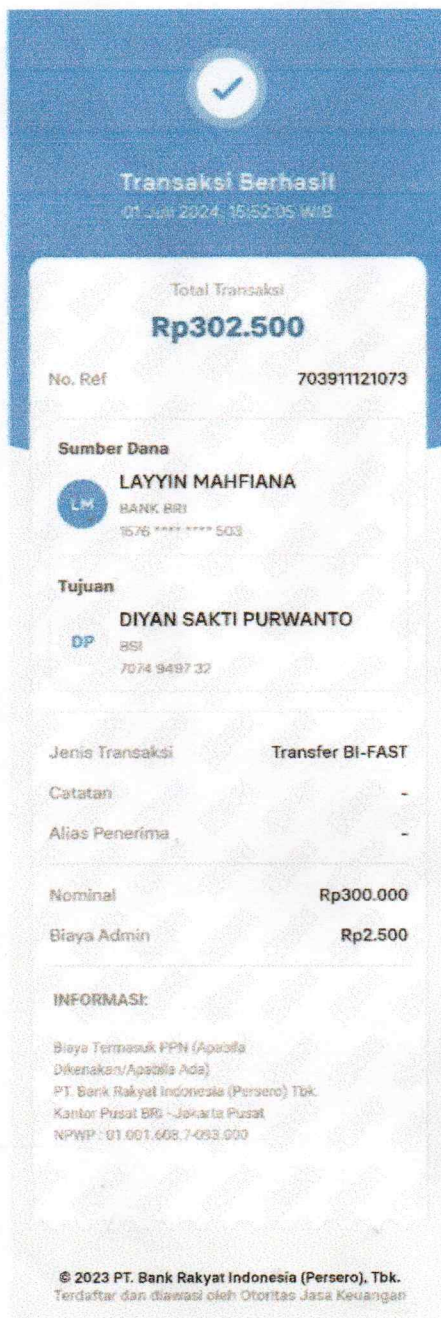 Transaksi Berhasil
01 Juli 2024, 15:52:05 WIB
Total Transaksi
Rp302.500
No. Ref 703911121073
Sumber Dana
LM
LAYYIN MAHFIANA
BANK BRI
1576 **** **** 503
Tujuan
DP
DIYAN SAKTI PURWANTO
BSI
7074 9497 32
Jenis Transaksi Transfer BI-FAST
Catatan -
Alias Penerima -
Nominal Rp300.000
Biaya Admin Rp2.500
INFORMASI:
Biaya Termasuk PPN (Apabila
Dikenakan/Apabila Ada)
PT. Bank Rakyat Indonesia (Persero) Tbk.
Kantor Pusat BRI - Jakarta Pusat
NPWP : 01.001.608.7-093.000
© 2023 PT. Bank Rakyat Indonesia (Persero), Tbk.
Terdaftar dan diawasi oleh Otoritas Jasa Keuangan